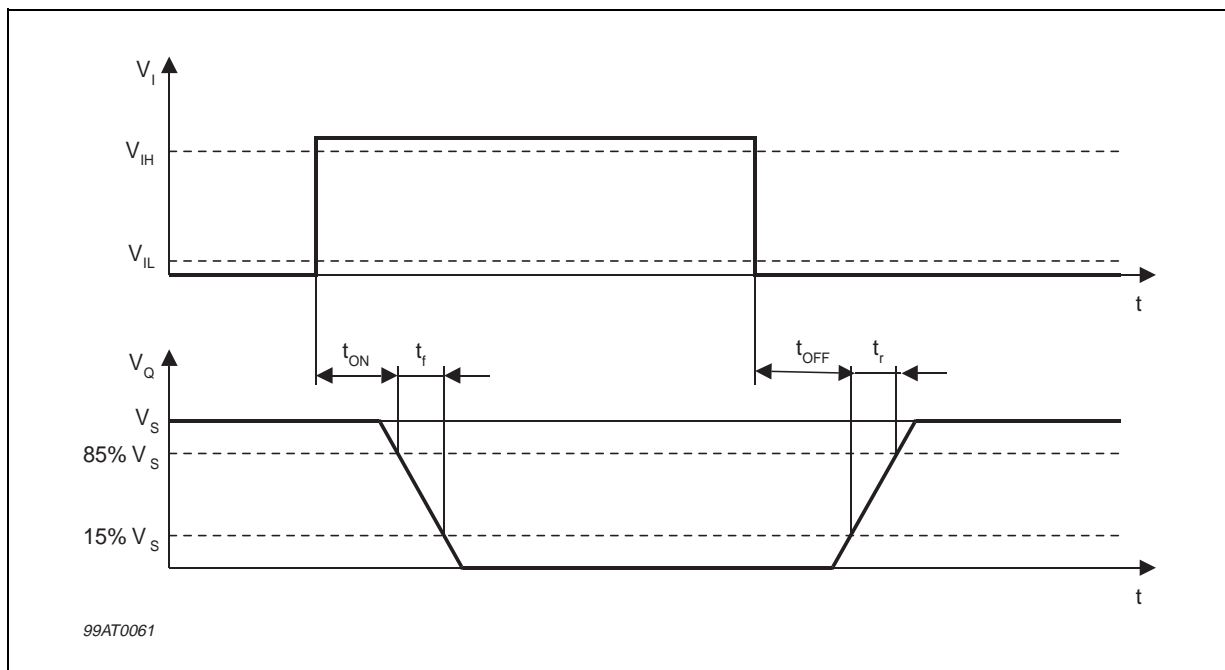 V_I
V_IH
V_IL
t
V_Q
t_ON t_f t_OFF t_r
V_S
85% V_S
15% V_S
t
99AT0061